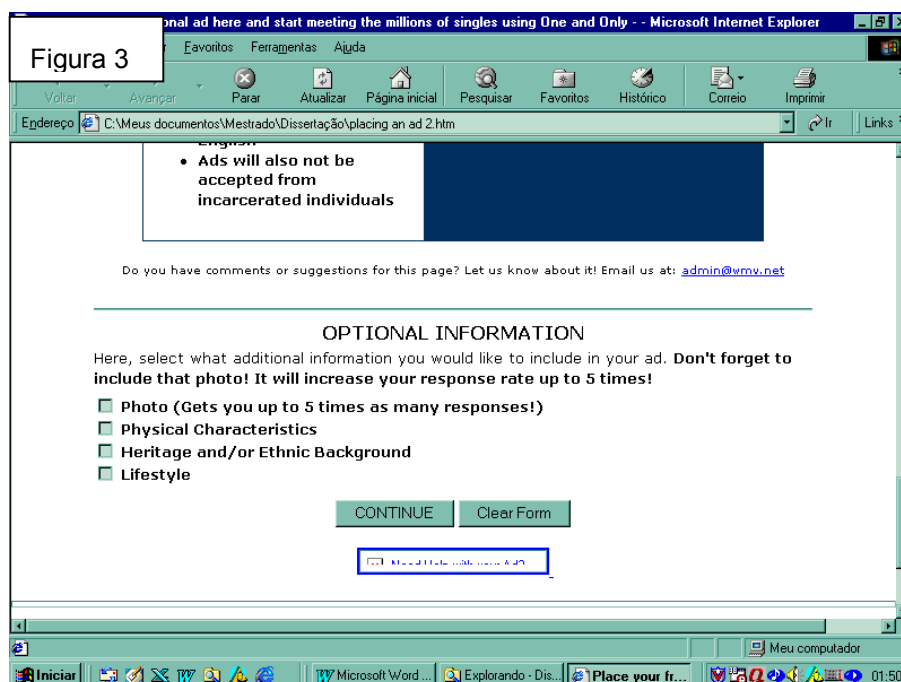 onal ad here and start meeting the millions of singles using One and Only - - Microsoft Internet Explorer
Figura 3
Favoritos Ferramentas Ajuda
Voltar Avançar Parar Atualizar Página inicial Pesquisar Favoritos Histórico Correio Imprimir
Endereço C:\Meus documentos\Mestrado\Dissertação\placing an ad 2.htm Ir Links
English
• Ads will also not be
accepted from
incarcerated individuals
Do you have comments or suggestions for this page? Let us know about it! Email us at: admin@wmv.net
OPTIONAL INFORMATION
Here, select what additional information you would like to include in your ad. Don't forget to
include that photo! It will increase your response rate up to 5 times!
Photo (Gets you up to 5 times as many responses!)
Physical Characteristics
Heritage and/or Ethnic Background
Lifestyle
CONTINUE Clear Form
Need Help with your Ad?
Meu computador
Iniciar Microsoft Word ... Explorando - Dis... Place your fr... 01:50